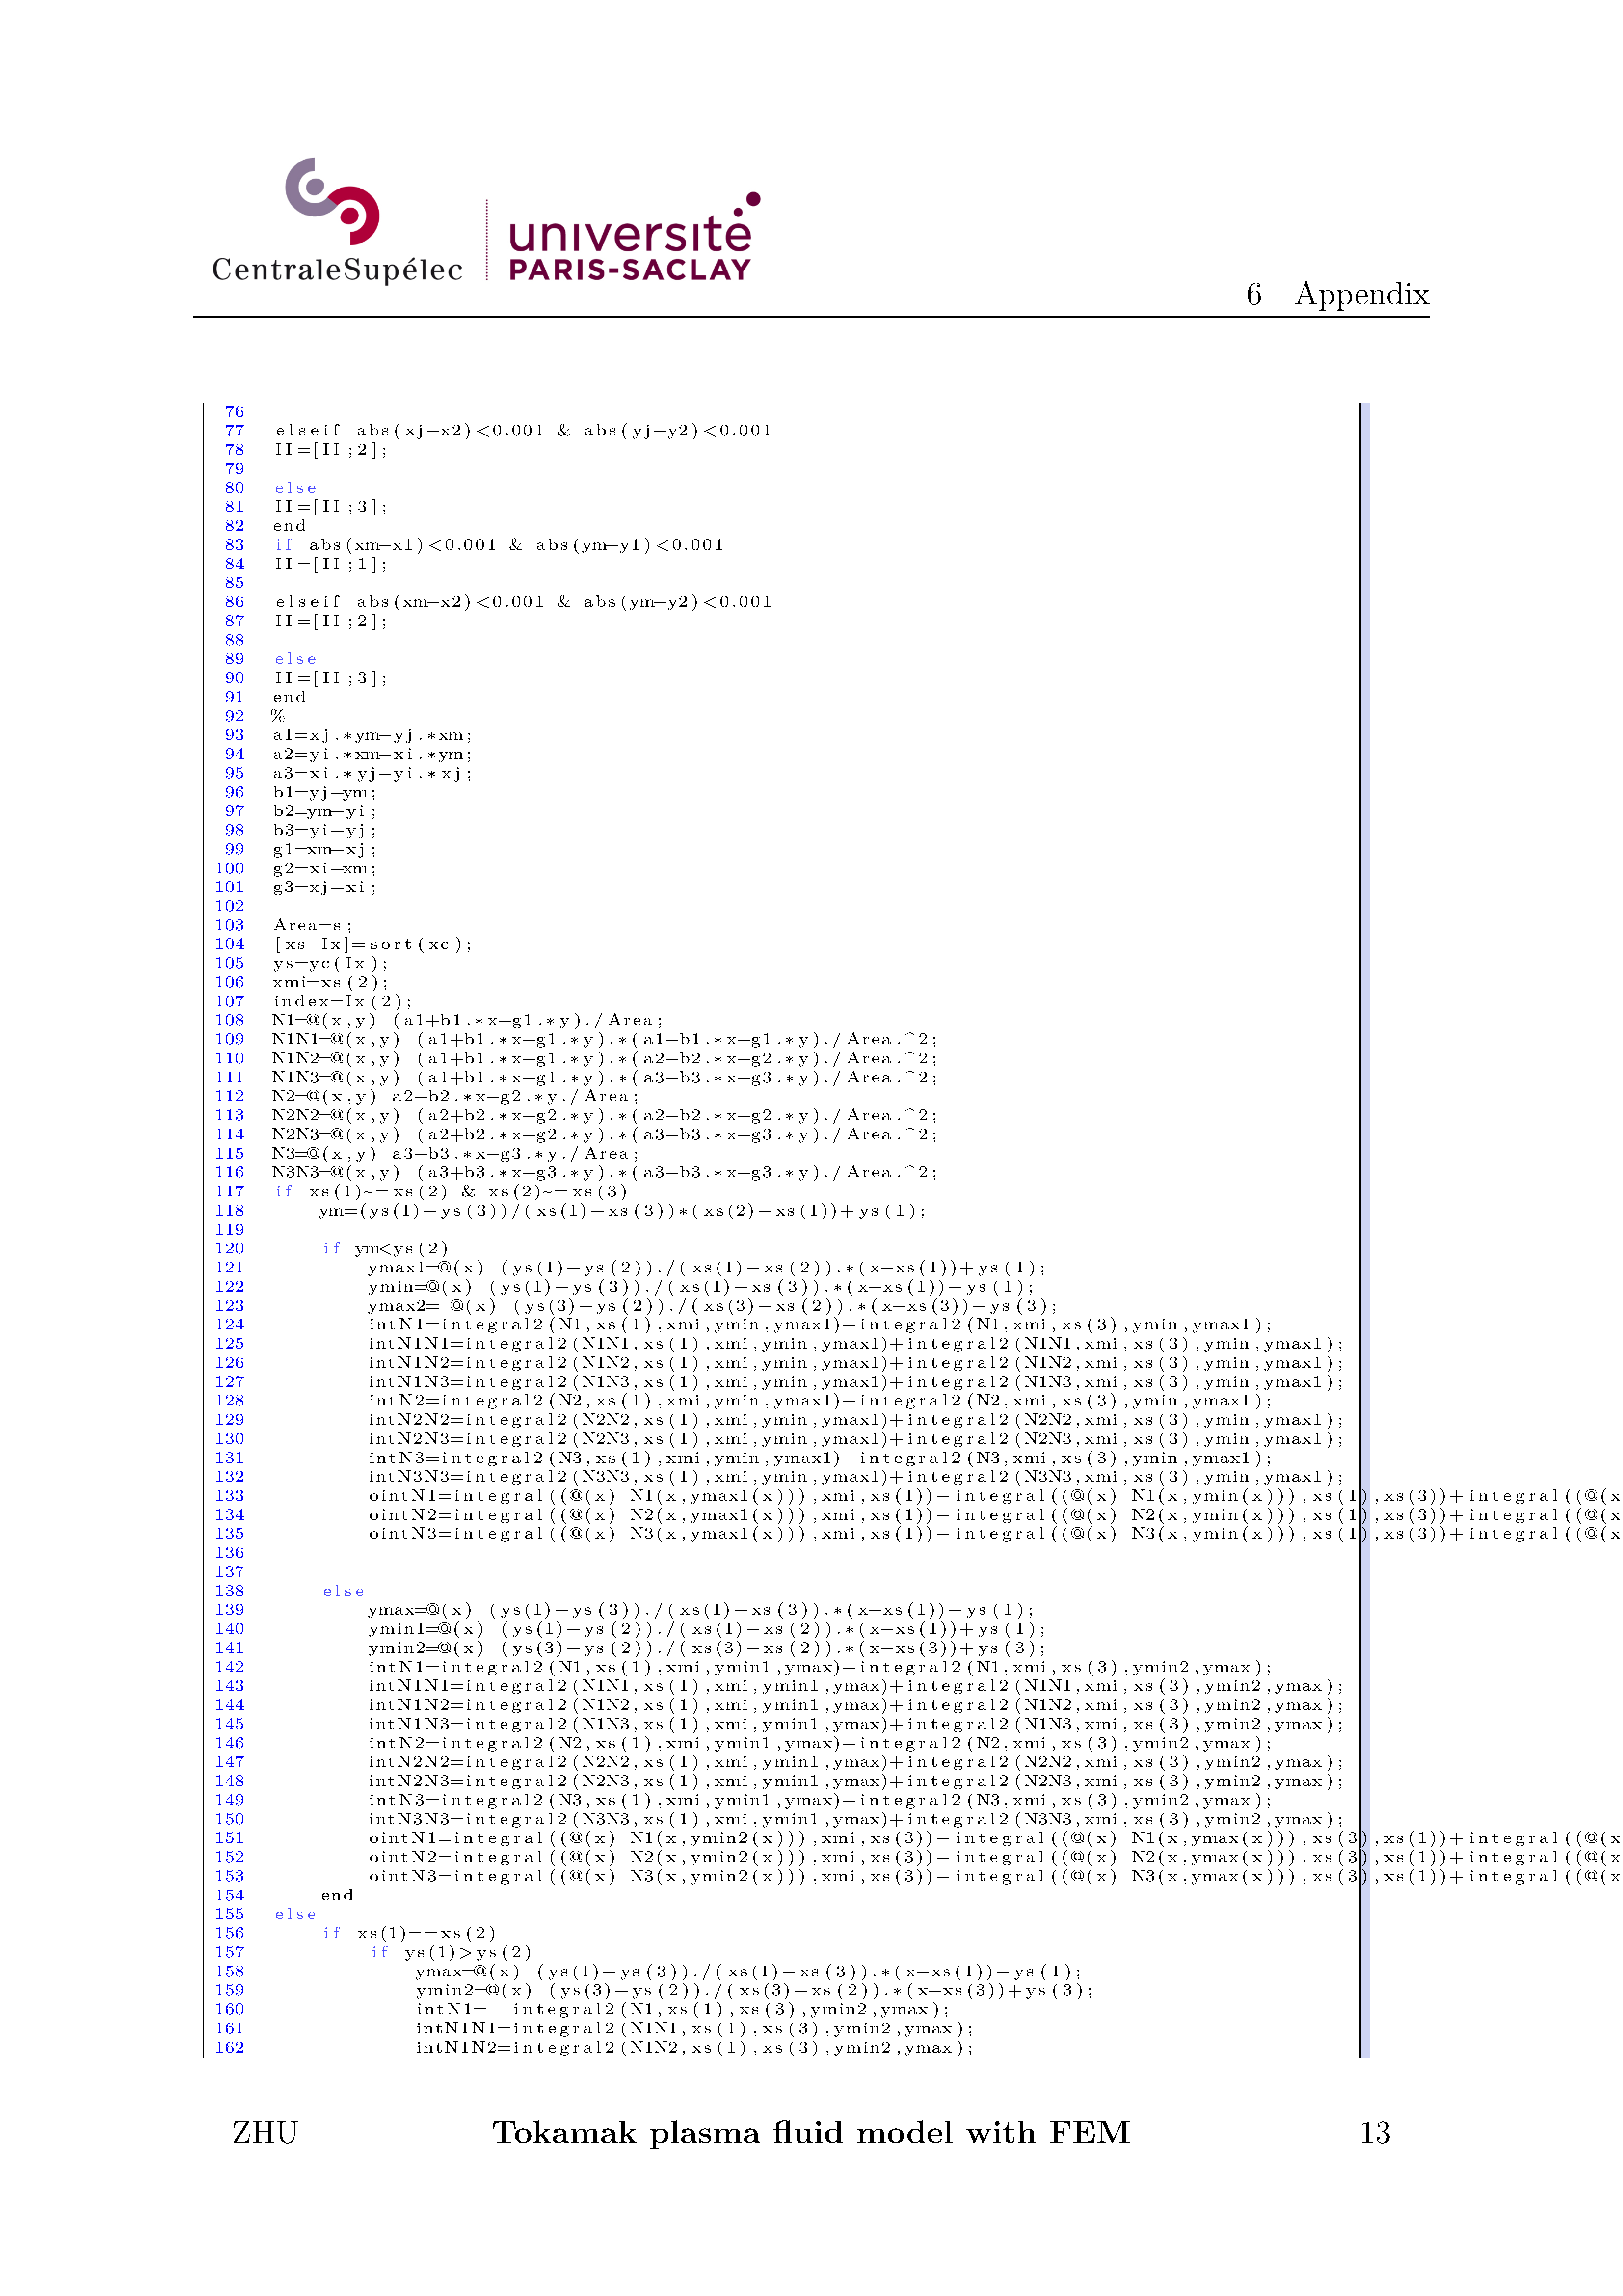 CentraleSupélec
université
PARIS-SACLAY
6 Appendix
76
77 elseif abs(xj-x2)<0.001 & abs(yj-y2)<0.001
78 II=[II;2];
79
80 else
81 II=[II;3];
82 end
83 if abs(xm-x1)<0.001 & abs(ym-y1)<0.001
84 II=[II;1];
85
86 elseif abs(xm-x2)<0.001 & abs(ym-y2)<0.001
87 II=[II;2];
88
89 else
90 II=[II;3];
91 end
92 %
93 a1=xj.*ym-yj.*xm;
94 a2=yi.*xm-xi.*ym;
95 a3=xi.*yj-yi.*xj;
96 b1=yj-ym;
97 b2=ym-yi;
98 b3=yi-yj;
99 g1=xm-xj;
100 g2=xi-xm;
101 g3=xj-xi;
102
103 Area=s;
104 [xs Ix]=sort(xc);
105 ys=yc(Ix);
106 xmi=xs(2);
107 index=Ix(2);
108 N1=@(x,y) (a1+b1.*x+g1.*y)./Area;
109 N1N1=@(x,y) (a1+b1.*x+g1.*y).*(a1+b1.*x+g1.*y)./Area.^2;
110 N1N2=@(x,y) (a1+b1.*x+g1.*y).*(a2+b2.*x+g2.*y)./Area.^2;
111 N1N3=@(x,y) (a1+b1.*x+g1.*y).*(a3+b3.*x+g3.*y)./Area.^2;
112 N2=@(x,y) a2+b2.*x+g2.*y./Area;
113 N2N2=@(x,y) (a2+b2.*x+g2.*y).*(a2+b2.*x+g2.*y)./Area.^2;
114 N2N3=@(x,y) (a2+b2.*x+g2.*y).*(a3+b3.*x+g3.*y)./Area.^2;
115 N3=@(x,y) a3+b3.*x+g3.*y./Area;
116 N3N3=@(x,y) (a3+b3.*x+g3.*y).*(a3+b3.*x+g3.*y)./Area.^2;
117 if xs(1)~=xs(2) & xs(2)~=xs(3)
118 ym=(ys(1)-ys(3))/(xs(1)-xs(3))*(xs(2)-xs(1))+ys(1);
119
120 if ym<ys(2)
121 ymax1=@(x) (ys(1)-ys(2))./(xs(1)-xs(2)).*(x-xs(1))+ys(1);
122 ymin=@(x) (ys(1)-ys(3))./(xs(1)-xs(3)).*(x-xs(1))+ys(1);
123 ymax2= @(x) (ys(3)-ys(2))./(xs(3)-xs(2)).*(x-xs(3))+ys(3);
124 intN1=integral2(N1,xs(1),xmi,ymin,ymax1)+integral2(N1,xmi,xs(3),ymin,ymax1);
125 intN1N1=integral2(N1N1,xs(1),xmi,ymin,ymax1)+integral2(N1N1,xmi,xs(3),ymin,ymax1);
126 intN1N2=integral2(N1N2,xs(1),xmi,ymin,ymax1)+integral2(N1N2,xmi,xs(3),ymin,ymax1);
127 intN1N3=integral2(N1N3,xs(1),xmi,ymin,ymax1)+integral2(N1N3,xmi,xs(3),ymin,ymax1);
128 intN2=integral2(N2,xs(1),xmi,ymin,ymax1)+integral2(N2,xmi,xs(3),ymin,ymax1);
129 intN2N2=integral2(N2N2,xs(1),xmi,ymin,ymax1)+integral2(N2N2,xmi,xs(3),ymin,ymax1);
130 intN2N3=integral2(N2N3,xs(1),xmi,ymin,ymax1)+integral2(N2N3,xmi,xs(3),ymin,ymax1);
131 intN3=integral2(N3,xs(1),xmi,ymin,ymax1)+integral2(N3,xmi,xs(3),ymin,ymax1);
132 intN3N3=integral2(N3N3,xs(1),xmi,ymin,ymax1)+integral2(N3N3,xmi,xs(3),ymin,ymax1);
133 ointN1=integral((@(x) N1(x,ymax1(x))),xmi,xs(1))+integral((@(x) N1(x,ymin(x))),xs(1),xs(3))+integral((@(x
134 ointN2=integral((@(x) N2(x,ymax1(x))),xmi,xs(1))+integral((@(x) N2(x,ymin(x))),xs(1),xs(3))+integral((@(x
135 ointN3=integral((@(x) N3(x,ymax1(x))),xmi,xs(1))+integral((@(x) N3(x,ymin(x))),xs(1),xs(3))+integral((@(x
136
137
138 else
139 ymax=@(x) (ys(1)-ys(3))./(xs(1)-xs(3)).*(x-xs(1))+ys(1);
140 ymin1=@(x) (ys(1)-ys(2))./(xs(1)-xs(2)).*(x-xs(1))+ys(1);
141 ymin2=@(x) (ys(3)-ys(2))./(xs(3)-xs(2)).*(x-xs(3))+ys(3);
142 intN1=integral2(N1,xs(1),xmi,ymin1,ymax)+integral2(N1,xmi,xs(3),ymin2,ymax);
143 intN1N1=integral2(N1N1,xs(1),xmi,ymin1,ymax)+integral2(N1N1,xmi,xs(3),ymin2,ymax);
144 intN1N2=integral2(N1N2,xs(1),xmi,ymin1,ymax)+integral2(N1N2,xmi,xs(3),ymin2,ymax);
145 intN1N3=integral2(N1N3,xs(1),xmi,ymin1,ymax)+integral2(N1N3,xmi,xs(3),ymin2,ymax);
146 intN2=integral2(N2,xs(1),xmi,ymin1,ymax)+integral2(N2,xmi,xs(3),ymin2,ymax);
147 intN2N2=integral2(N2N2,xs(1),xmi,ymin1,ymax)+integral2(N2N2,xmi,xs(3),ymin2,ymax);
148 intN2N3=integral2(N2N3,xs(1),xmi,ymin1,ymax)+integral2(N2N3,xmi,xs(3),ymin2,ymax);
149 intN3=integral2(N3,xs(1),xmi,ymin1,ymax)+integral2(N3,xmi,xs(3),ymin2,ymax);
150 intN3N3=integral2(N3N3,xs(1),xmi,ymin1,ymax)+integral2(N3N3,xmi,xs(3),ymin2,ymax);
151 ointN1=integral((@(x) N1(x,ymin2(x))),xmi,xs(3))+integral((@(x) N1(x,ymax(x))),xs(3),xs(1))+integral((@(x
152 ointN2=integral((@(x) N2(x,ymin2(x))),xmi,xs(3))+integral((@(x) N2(x,ymax(x))),xs(3),xs(1))+integral((@(x
153 ointN3=integral((@(x) N3(x,ymin2(x))),xmi,xs(3))+integral((@(x) N3(x,ymax(x))),xs(3),xs(1))+integral((@(x
154 end
155 else
156 if xs(1)==xs(2)
157 if ys(1)>ys(2)
158 ymax=@(x) (ys(1)-ys(3))./(xs(1)-xs(3)).*(x-xs(1))+ys(1);
159 ymin2=@(x) (ys(3)-ys(2))./(xs(3)-xs(2)).*(x-xs(3))+ys(3);
160 intN1= integral2(N1,xs(1),xs(3),ymin2,ymax);
161 intN1N1=integral2(N1N1,xs(1),xs(3),ymin2,ymax);
162 intN1N2=integral2(N1N2,xs(1),xs(3),ymin2,ymax);
ZHU Tokamak plasma fluid model with FEM 13